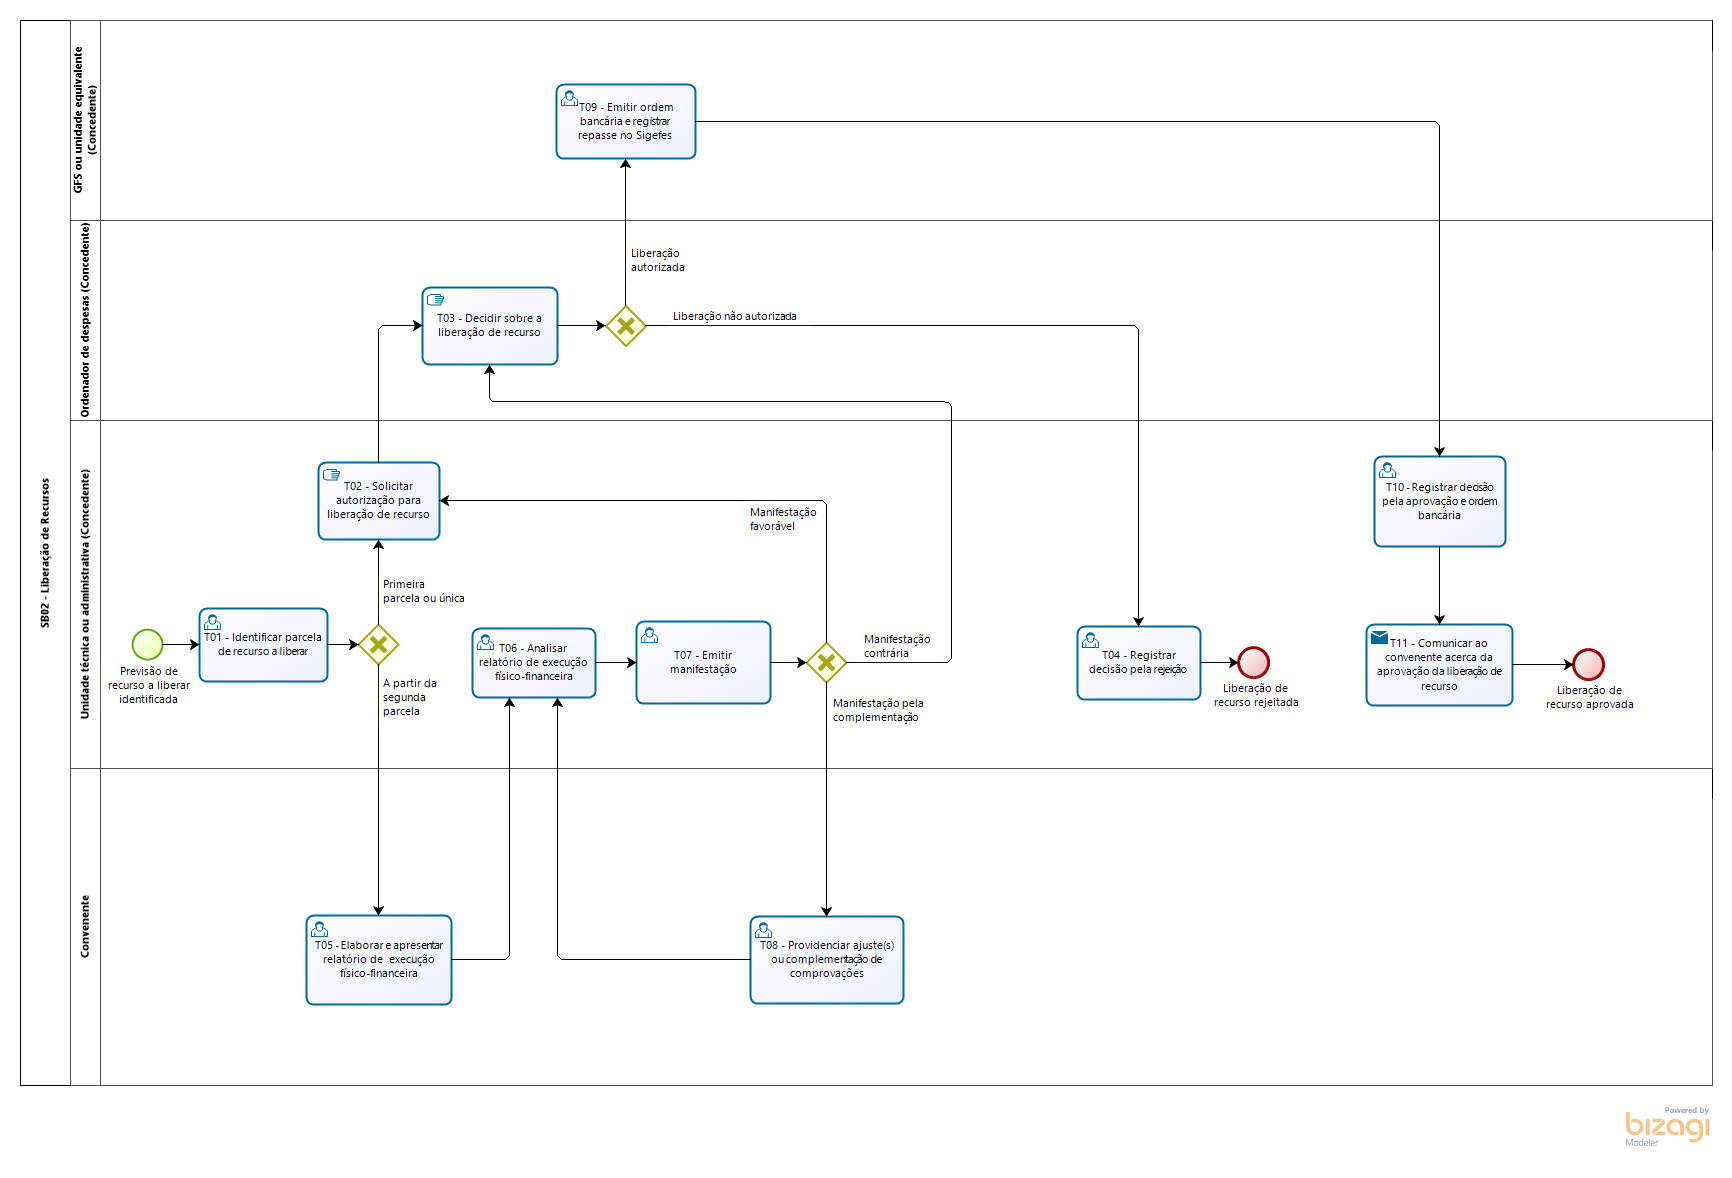 SB02 - Liberação de Recursos
GFS ou unidade equivalente
(Concedente)
T09 - Emitir ordem
bancária e registrar
repasse no Sigefes
Ordenador de despesas (Concedente)
Liberação
autorizada
T03 - Decidir sobre a
liberação de recurso
Liberação não autorizada
Unidade técnica ou administrativa (Concedente)
T02 - Solicitar
autorização para
liberação de recurso
Manifestação
favorável
T10 - Registrar decisão
pela aprovação e ordem
bancária
Primeira
parcela ou única
Previsão de
recurso a liberar
identificada
T01 - Identificar parcela
de recurso a liberar
A partir da
segunda
parcela
T06 - Analisar
relatório de execução
físico-financeira
T07 - Emitir
manifestação
Manifestação
contrária
Manifestação pela
complementação
T04 - Registrar
decisão pela rejeição
Liberação de
recurso rejeitada
T11 - Comunicar ao
convenente acerca da
aprovação da liberação de
recurso
Liberação de
recurso aprovada
Convenente
T05 - Elaborar e apresentar
relatório de execução
físico-financeira
T08 - Providenciar ajuste(s)
ou complementação de
comprovações
Powered by
bizagi
Modeler